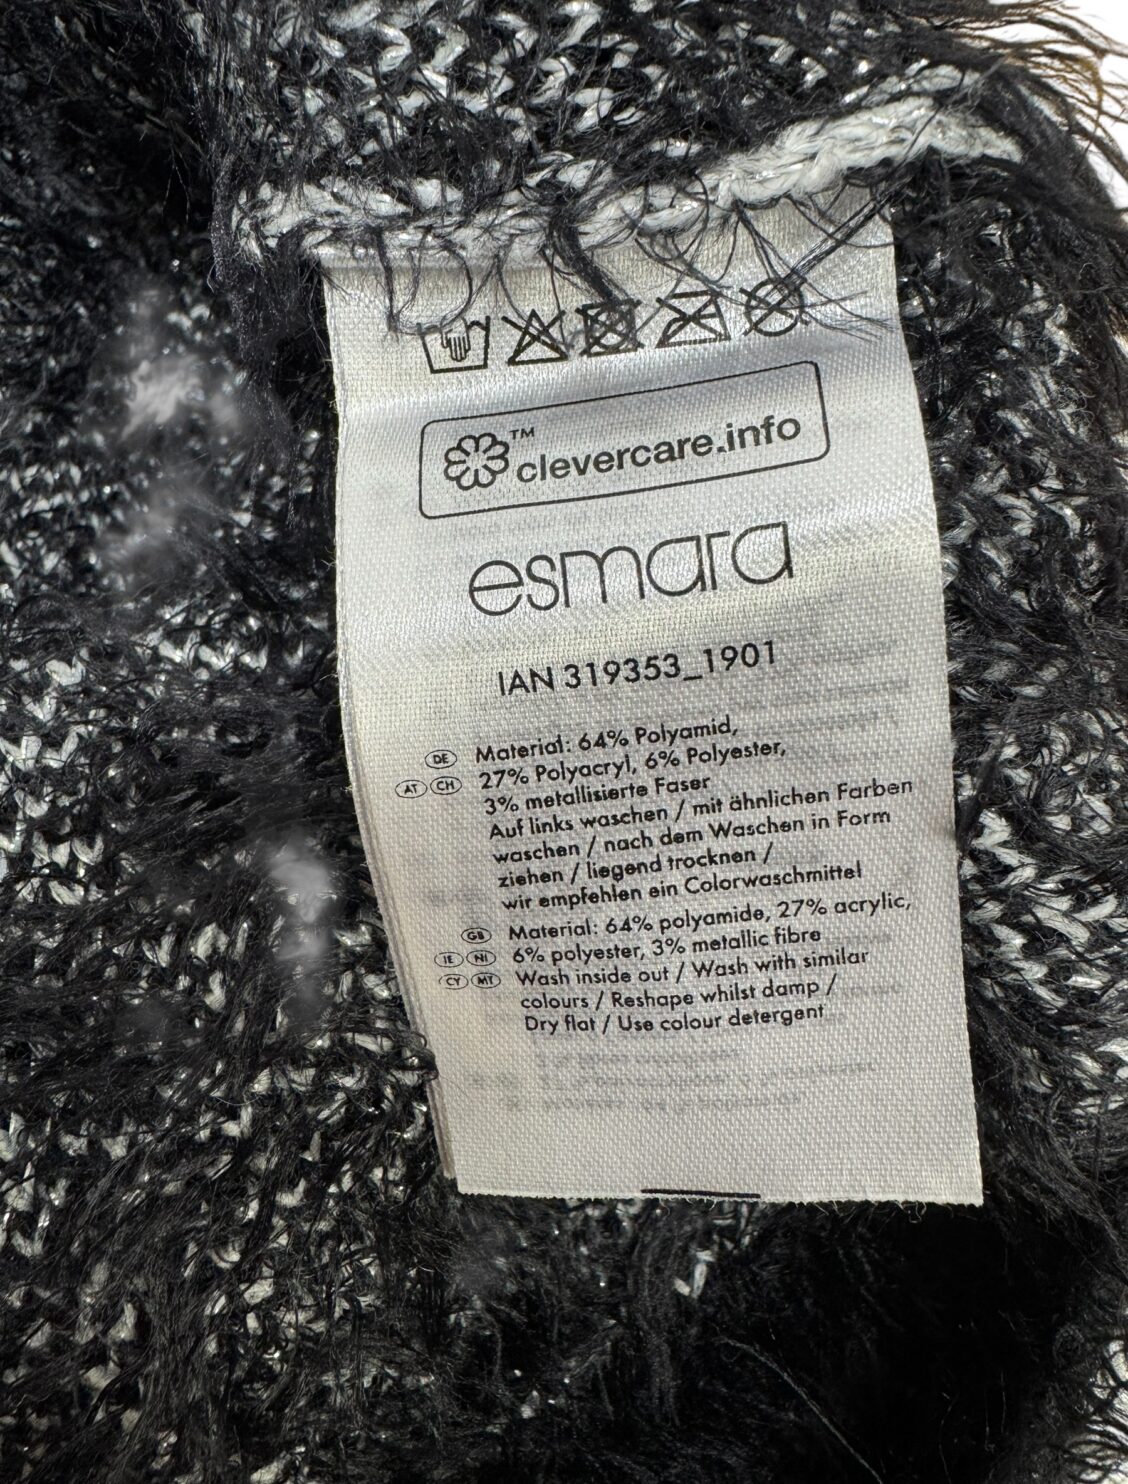 clevercare.info
TM
esmara
IAN 319353_1901
DE Material: 64% Polyamid,
AT CH 27% Polyacryl, 6% Polyester,
3% metallisierte Faser
Auf links waschen / mit ähnlichen Farben
waschen / nach dem Waschen in Form
ziehen / liegend trocknen /
wir empfehlen ein Colorwaschmittel
GB Material: 64% polyamide, 27% acrylic,
IE NI 6% polyester, 3% metallic fibre
CY MT Wash inside out / Wash with similar
colours / Reshape whilst damp /
Dry flat / Use colour detergent